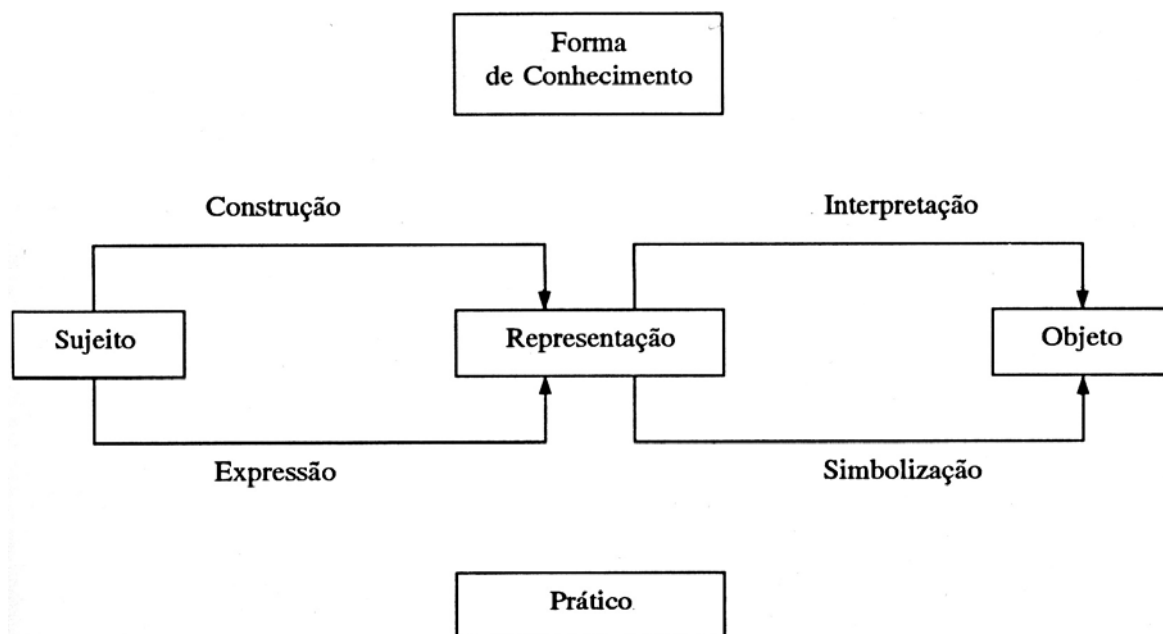 Forma
de Conhecimento
Construção
Interpretação
Sujeito
Representação
Objeto
Expressão
Simbolização
Prático